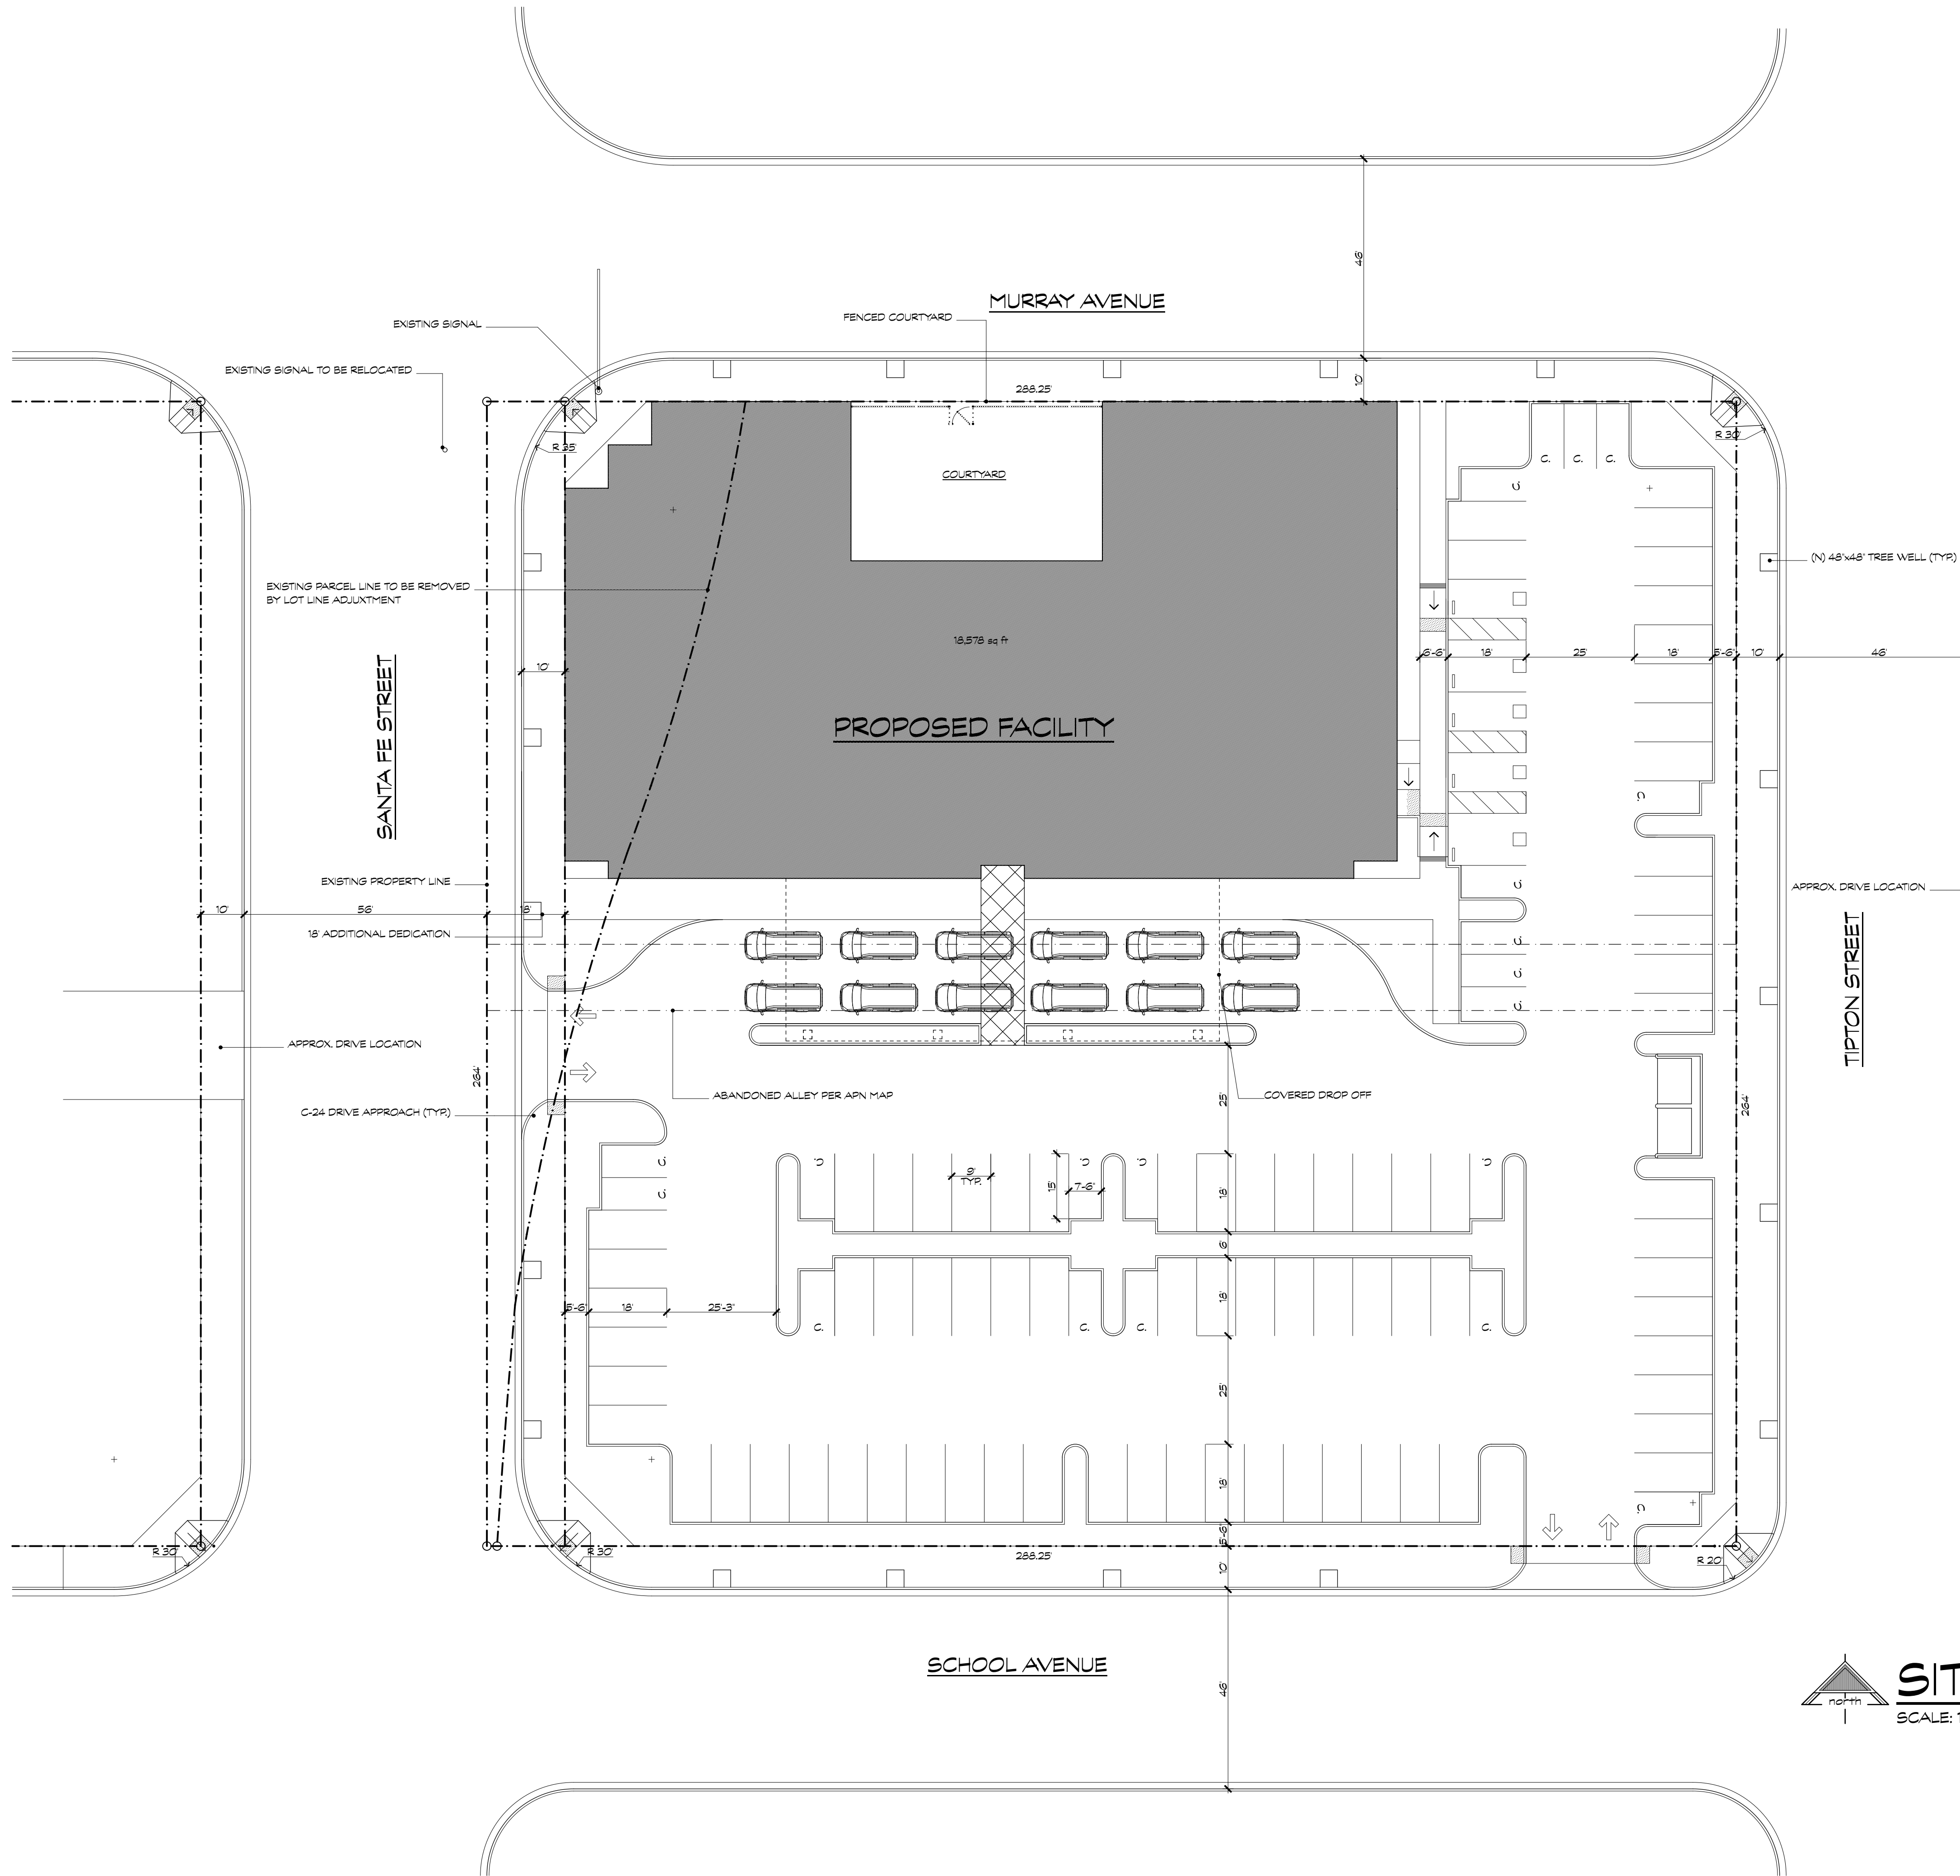 46'
MURRAY AVENUE
FENCED COURTYARD
EXISTING SIGNAL
EXISTING SIGNAL TO BE RELOCATED
10'
288.25'
R 35'
R 30'
COURTYARD
C.
C.
C.
C.
(N) 48"x48" TREE WELL (TYP.)
EXISTING PARCEL LINE TO BE REMOVED
BY LOT LINE ADJUXTMENT
18,578 sq ft
10'
6'-6"
18'
25'
18'
5'-6"
10'
46'
SANTA FE STREET
PROPOSED FACILITY
C.
EXISTING PROPERTY LINE
C.
APPROX. DRIVE LOCATION
10'
56'
18'
18' ADDITIONAL DEDICATION
C.
C.
C.
TIPTON STREET
APPROX. DRIVE LOCATION
264'
ABANDONED ALLEY PER APN MAP
COVERED DROP OFF
25'
264'
C-24 DRIVE APPROACH (TYP.)
C.
C.
C.
C.
C.
C.
9'
TYP.
15'
7'-6"
18'
6'
5'-6"
18'
25'-3"
18'
C.
C.
C.
C.
25'
18'
C.
5'-6"
R 30'
R 30'
288.25'
10'
R 20'
SCHOOL AVENUE
46'
north
SIT
SCALE: 1